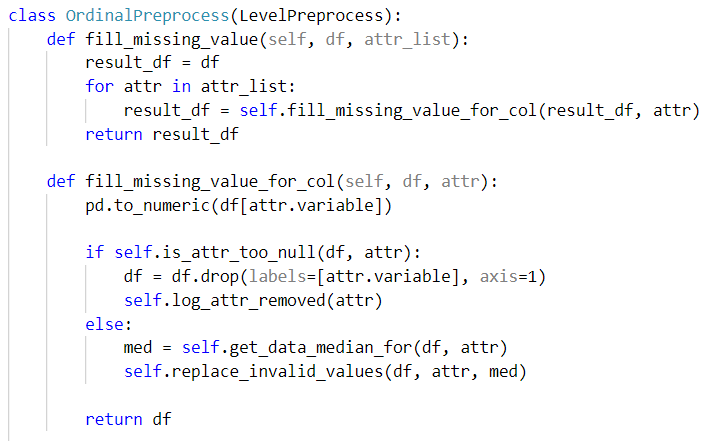 class OrdinalPreprocess(LevelPreprocess):
    def fill_missing_value(self, df, attr_list):
        result_df = df
        for attr in attr_list:
            result_df = self.fill_missing_value_for_col(result_df, attr)
        return result_df

    def fill_missing_value_for_col(self, df, attr):
        pd.to_numeric(df[attr.variable])

        if self.is_attr_too_null(df, attr):
            df = df.drop(labels=[attr.variable], axis=1)
            self.log_attr_removed(attr)
        else:
            med = self.get_data_median_for(df, attr)
            self.replace_invalid_values(df, attr, med)

        return df